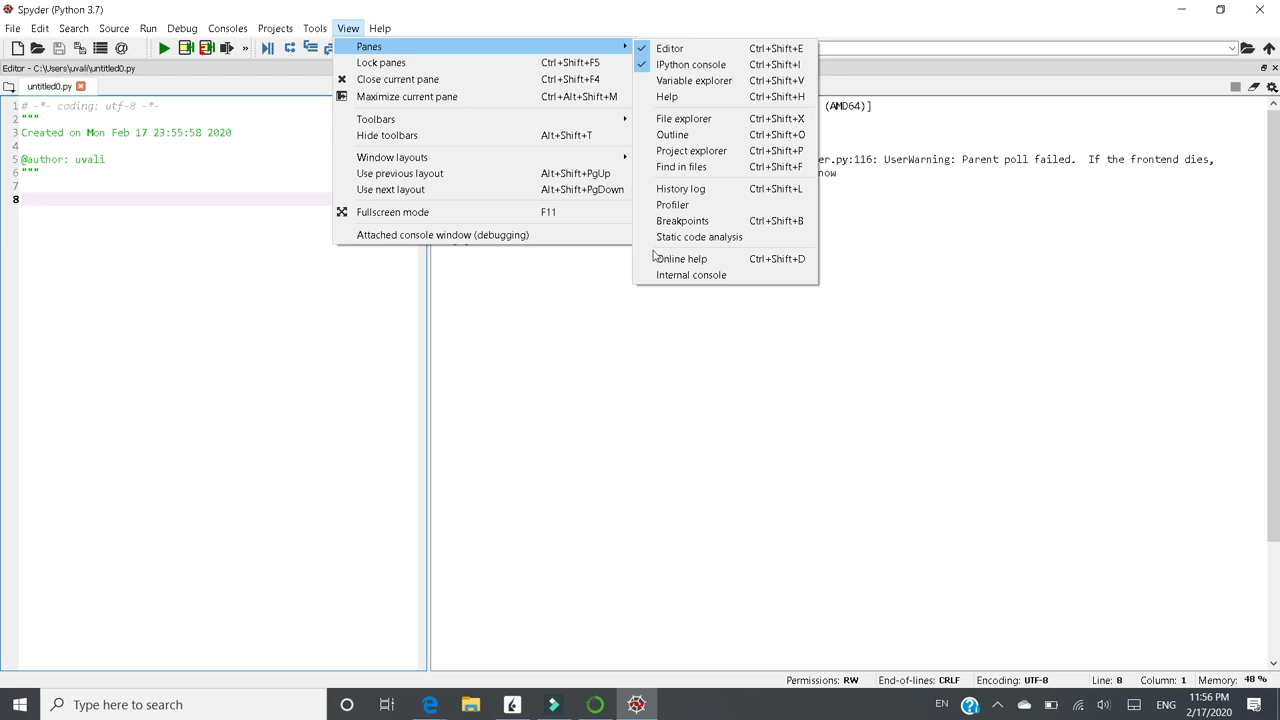 Spyder (Python 3.7)
File Edit Search Source Run Debug Consoles Projects Tools View Help
Editor - C:\Users\uvali\untitled0.py
untitled0.py
1 # -*- coding: utf-8 -*-
2 """
3 Created on Mon Feb 17 23:55:58 2020
4
5 @author: uvali
6 """
7
8
Panes
Lock panes Ctrl+Shift+F5
Close current pane Ctrl+Shift+F4
Maximize current pane Ctrl+Alt+Shift+M
Toolbars
Hide toolbars Alt+Shift+T
Window layouts
Use previous layout Alt+Shift+PgUp
Use next layout Alt+Shift+PgDown
Fullscreen mode F11
Attached console window (debugging)
Editor Ctrl+Shift+E
IPython console Ctrl+Shift+I
Variable explorer Ctrl+Shift+V
Help Ctrl+Shift+H
File explorer Ctrl+Shift+X
Outline Ctrl+Shift+O
Project explorer Ctrl+Shift+P
Find in files Ctrl+Shift+F
History log Ctrl+Shift+L
Profiler
Breakpoints Ctrl+Shift+B
Static code analysis
Online help Ctrl+Shift+D
Internal console
(AMD64)]
er.py:116: UserWarning: Parent poll failed. If the frontend dies,
now
Permissions: RW End-of-lines: CRLF Encoding: UTF-8 Line: 8 Column: 1 Memory: 48 %
Type here to search
EN
ENG
11:56 PM
2/17/2020